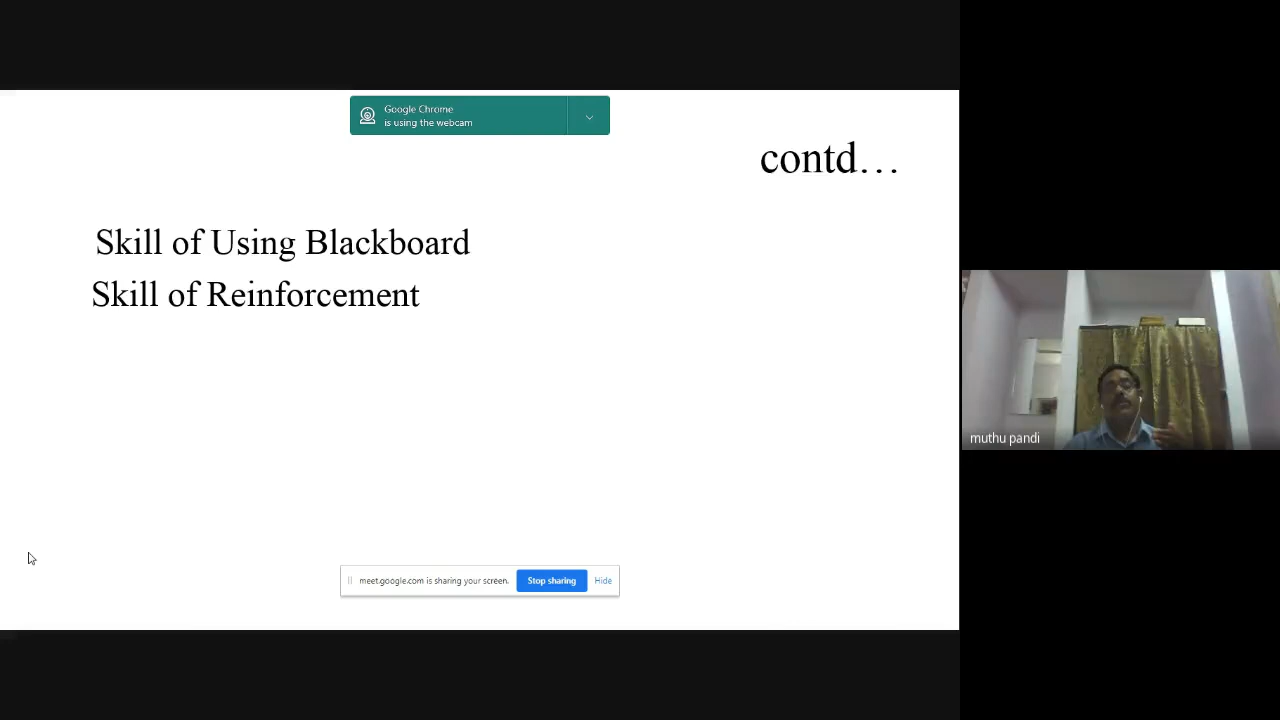 Google Chrome
is using the webcam
contd…
Skill of Using Blackboard
Skill of Reinforcement
muthu pandi
meet.google.com is sharing your screen.
Stop sharing
Hide